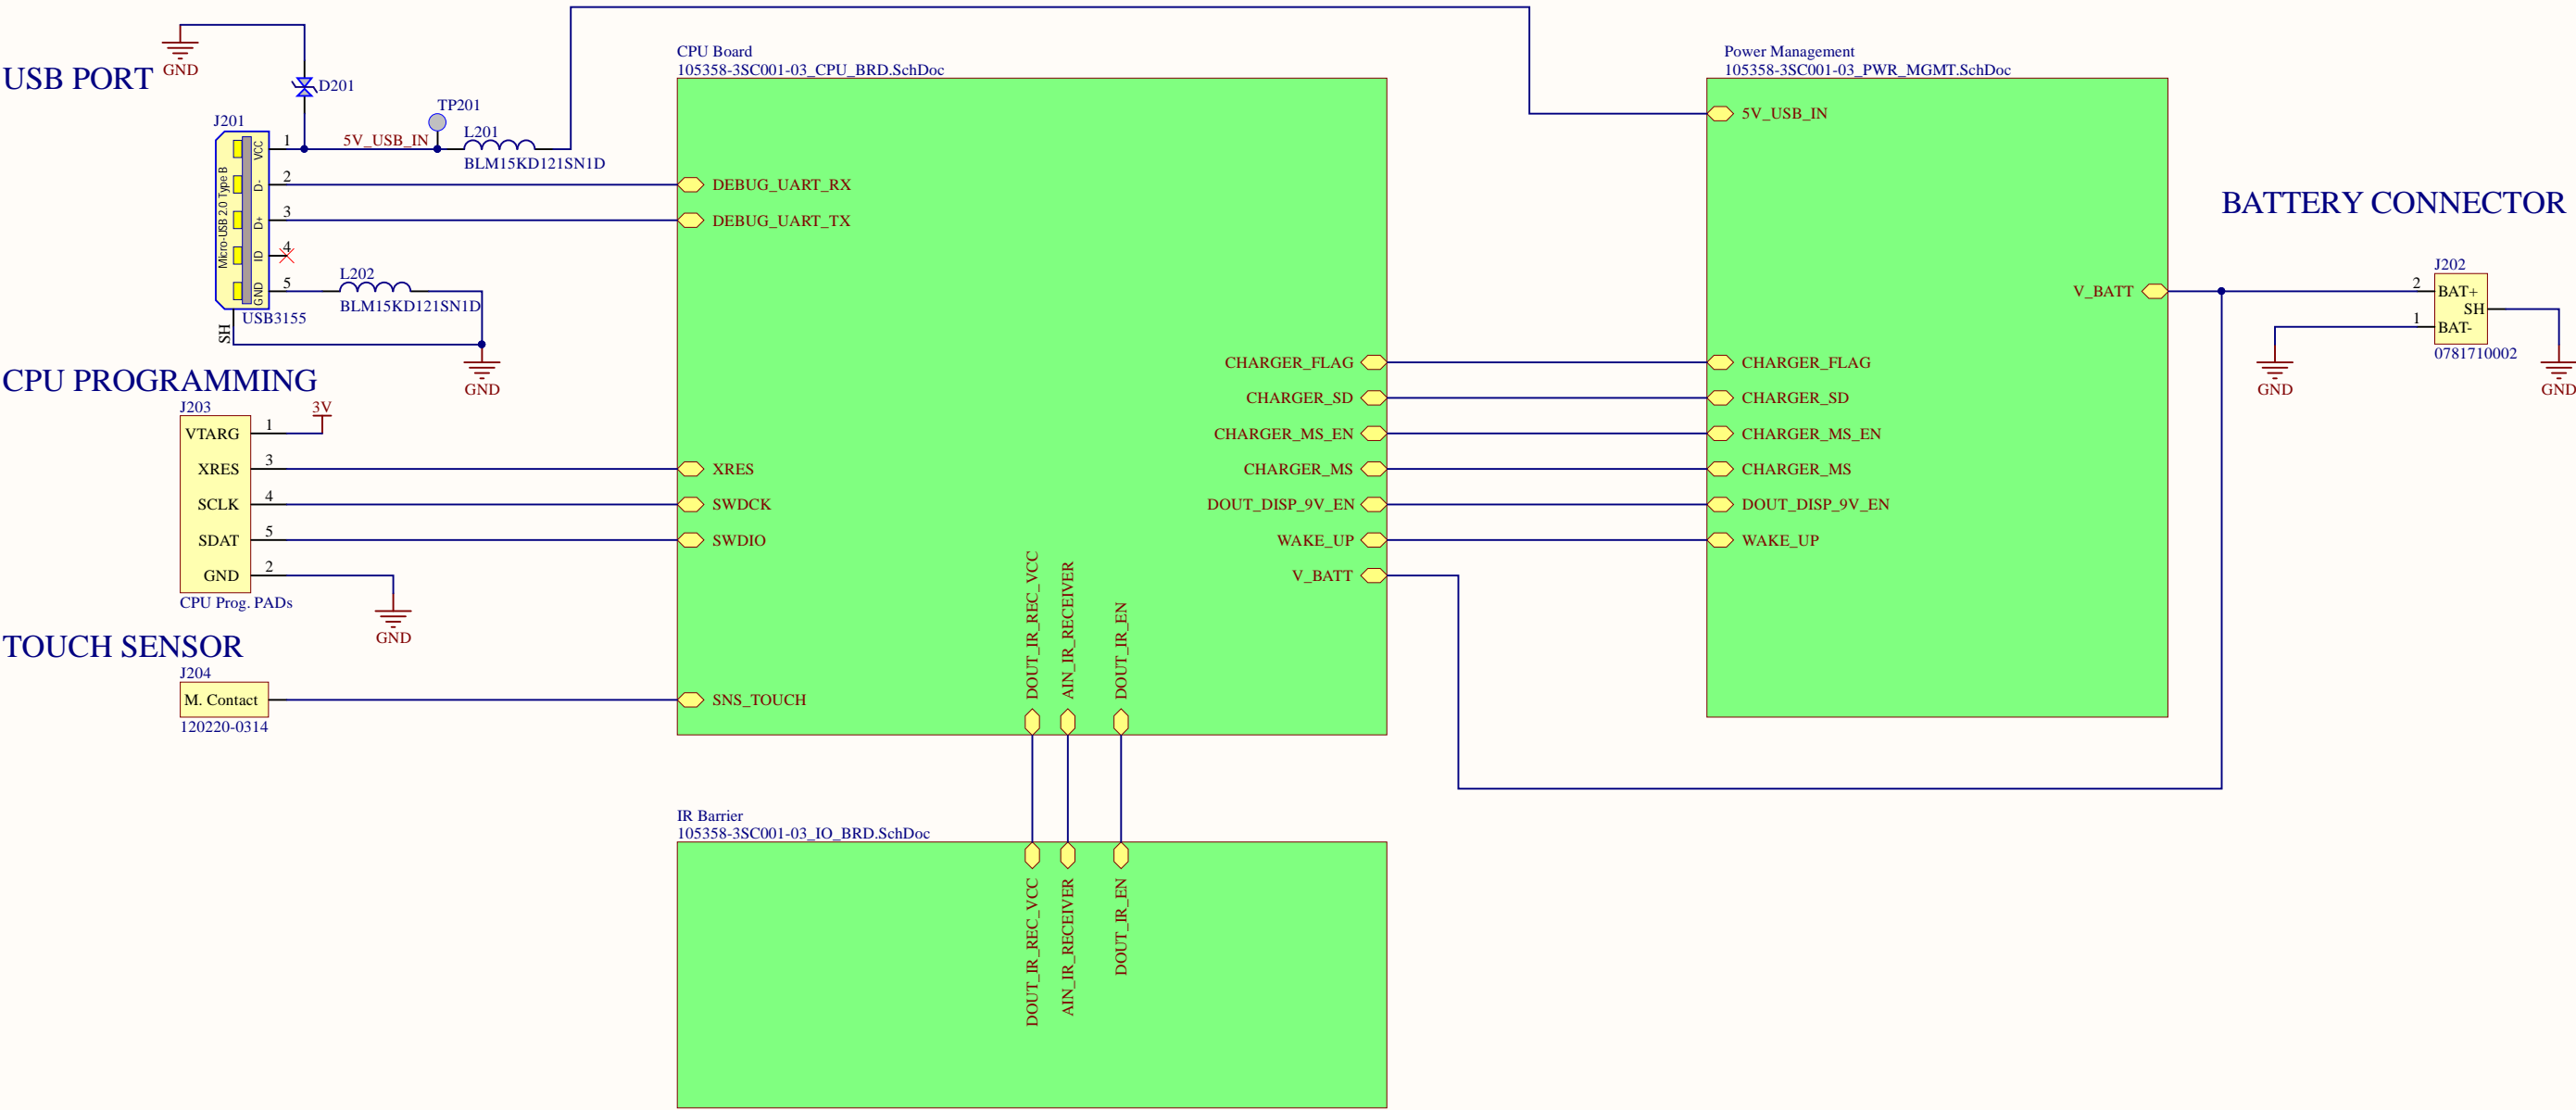 USB PORT
GND
D201
J201
TP201
5V_USB_IN
L201
BLM15KD121SN1D
Micro-USB 2.0 Type B
VCC
1
D-
2
D+
3
ID
4
GND
5
SH
USB3155
L202
BLM15KD121SN1D
GND
CPU PROGRAMMING
J203
3V
VTARG
1
XRES
3
SCLK
4
SDAT
5
GND
2
CPU Prog. PADs
GND
TOUCH SENSOR
J204
M. Contact
120220-0314
CPU Board
105358-3SC001-03_CPU_BRD.SchDoc
DEBUG_UART_RX
DEBUG_UART_TX
XRES
SWDCK
SWDIO
SNS_TOUCH
CHARGER_FLAG
CHARGER_SD
CHARGER_MS_EN
CHARGER_MS
DOUT_DISP_9V_EN
WAKE_UP
V_BATT
DOUT_IR_REC_VCC
AIN_IR_RECEIVER
DOUT_IR_EN
IR Barrier
105358-3SC001-03_IO_BRD.SchDoc
DOUT_IR_REC_VCC
AIN_IR_RECEIVER
DOUT_IR_EN
Power Management
105358-3SC001-03_PWR_MGMT.SchDoc
5V_USB_IN
V_BATT
CHARGER_FLAG
CHARGER_SD
CHARGER_MS_EN
CHARGER_MS
DOUT_DISP_9V_EN
WAKE_UP
BATTERY CONNECTOR
J202
2
BAT+
SH
1
BAT-
0781710002
GND
GND